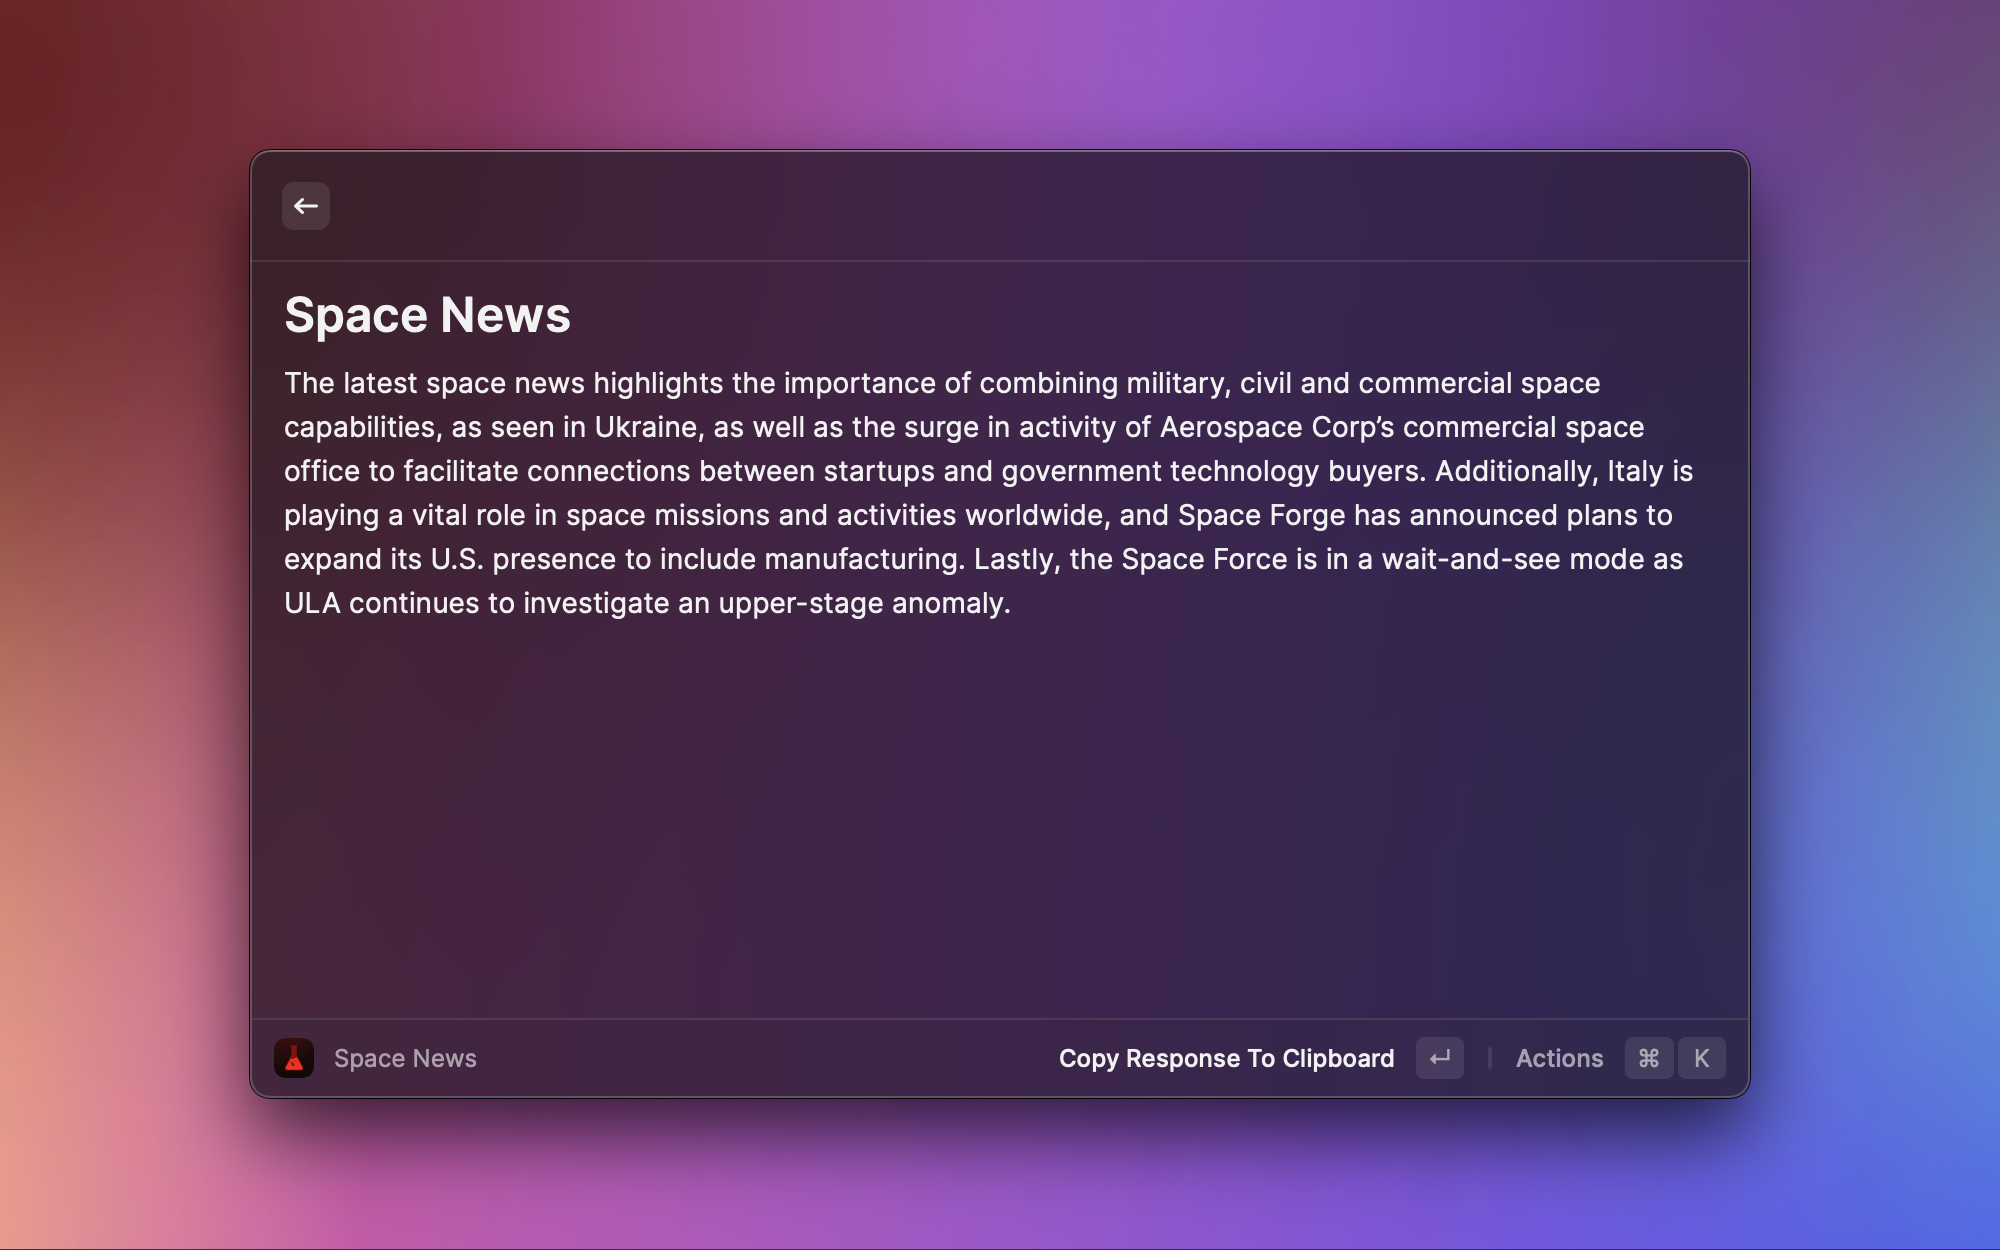 Space News
The latest space news highlights the importance of combining military, civil and commercial space
capabilities, as seen in Ukraine, as well as the surge in activity of Aerospace Corp’s commercial space
office to facilitate connections between startups and government technology buyers. Additionally, Italy is
playing a vital role in space missions and activities worldwide, and Space Forge has announced plans to
expand its U.S. presence to include manufacturing. Lastly, the Space Force is in a wait-and-see mode as
ULA continues to investigate an upper-stage anomaly.
Space News
Copy Response To Clipboard ↵ | Actions ⌘ K